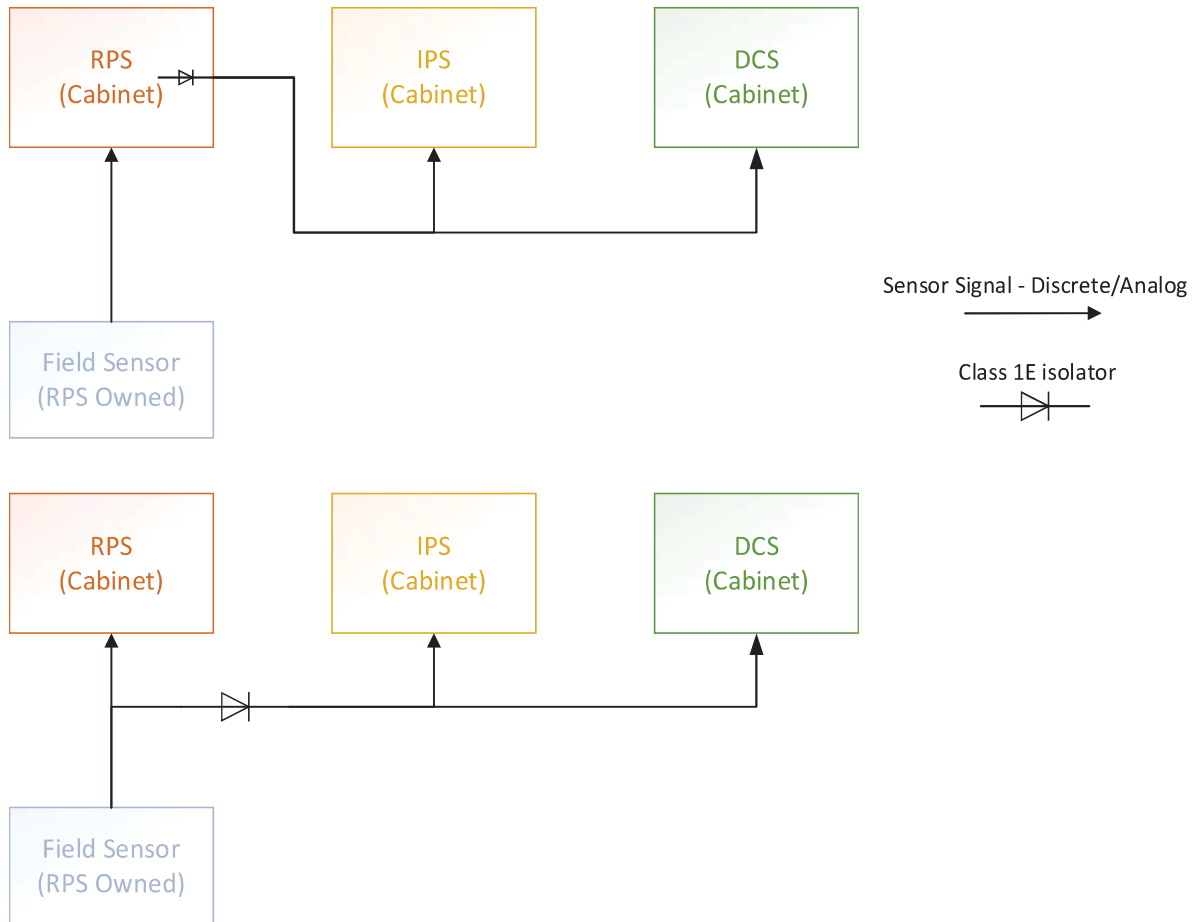 RPS
(Cabinet)
IPS
(Cabinet)
DCS
(Cabinet)
Sensor Signal - Discrete/Analog
Field Sensor
(RPS Owned)
Class 1E isolator
RPS
(Cabinet)
IPS
(Cabinet)
DCS
(Cabinet)
Field Sensor
(RPS Owned)